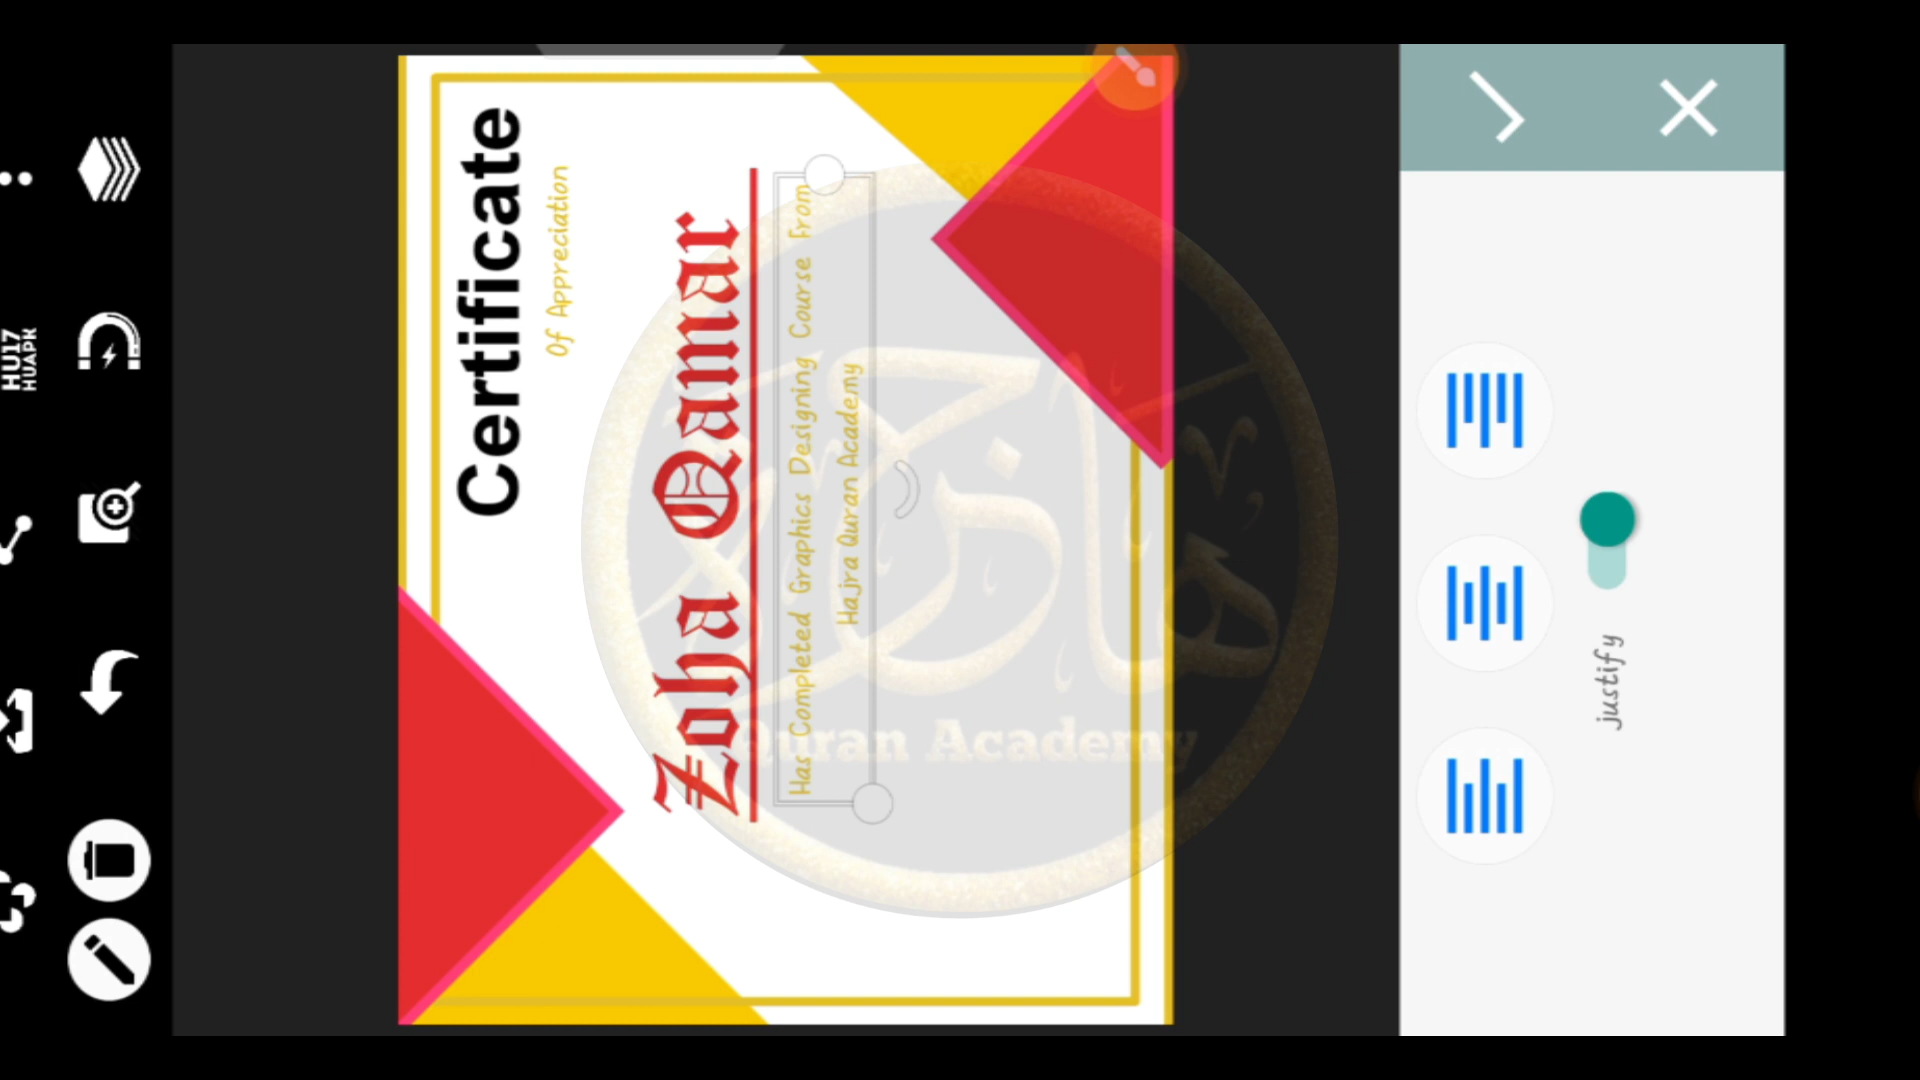 HU17
HUAPK
Certificate
Of Appreciation
Zoha Qamar
Has Completed Graphics Designing Course From
Hajra Quran Academy
Quran Academy
justify